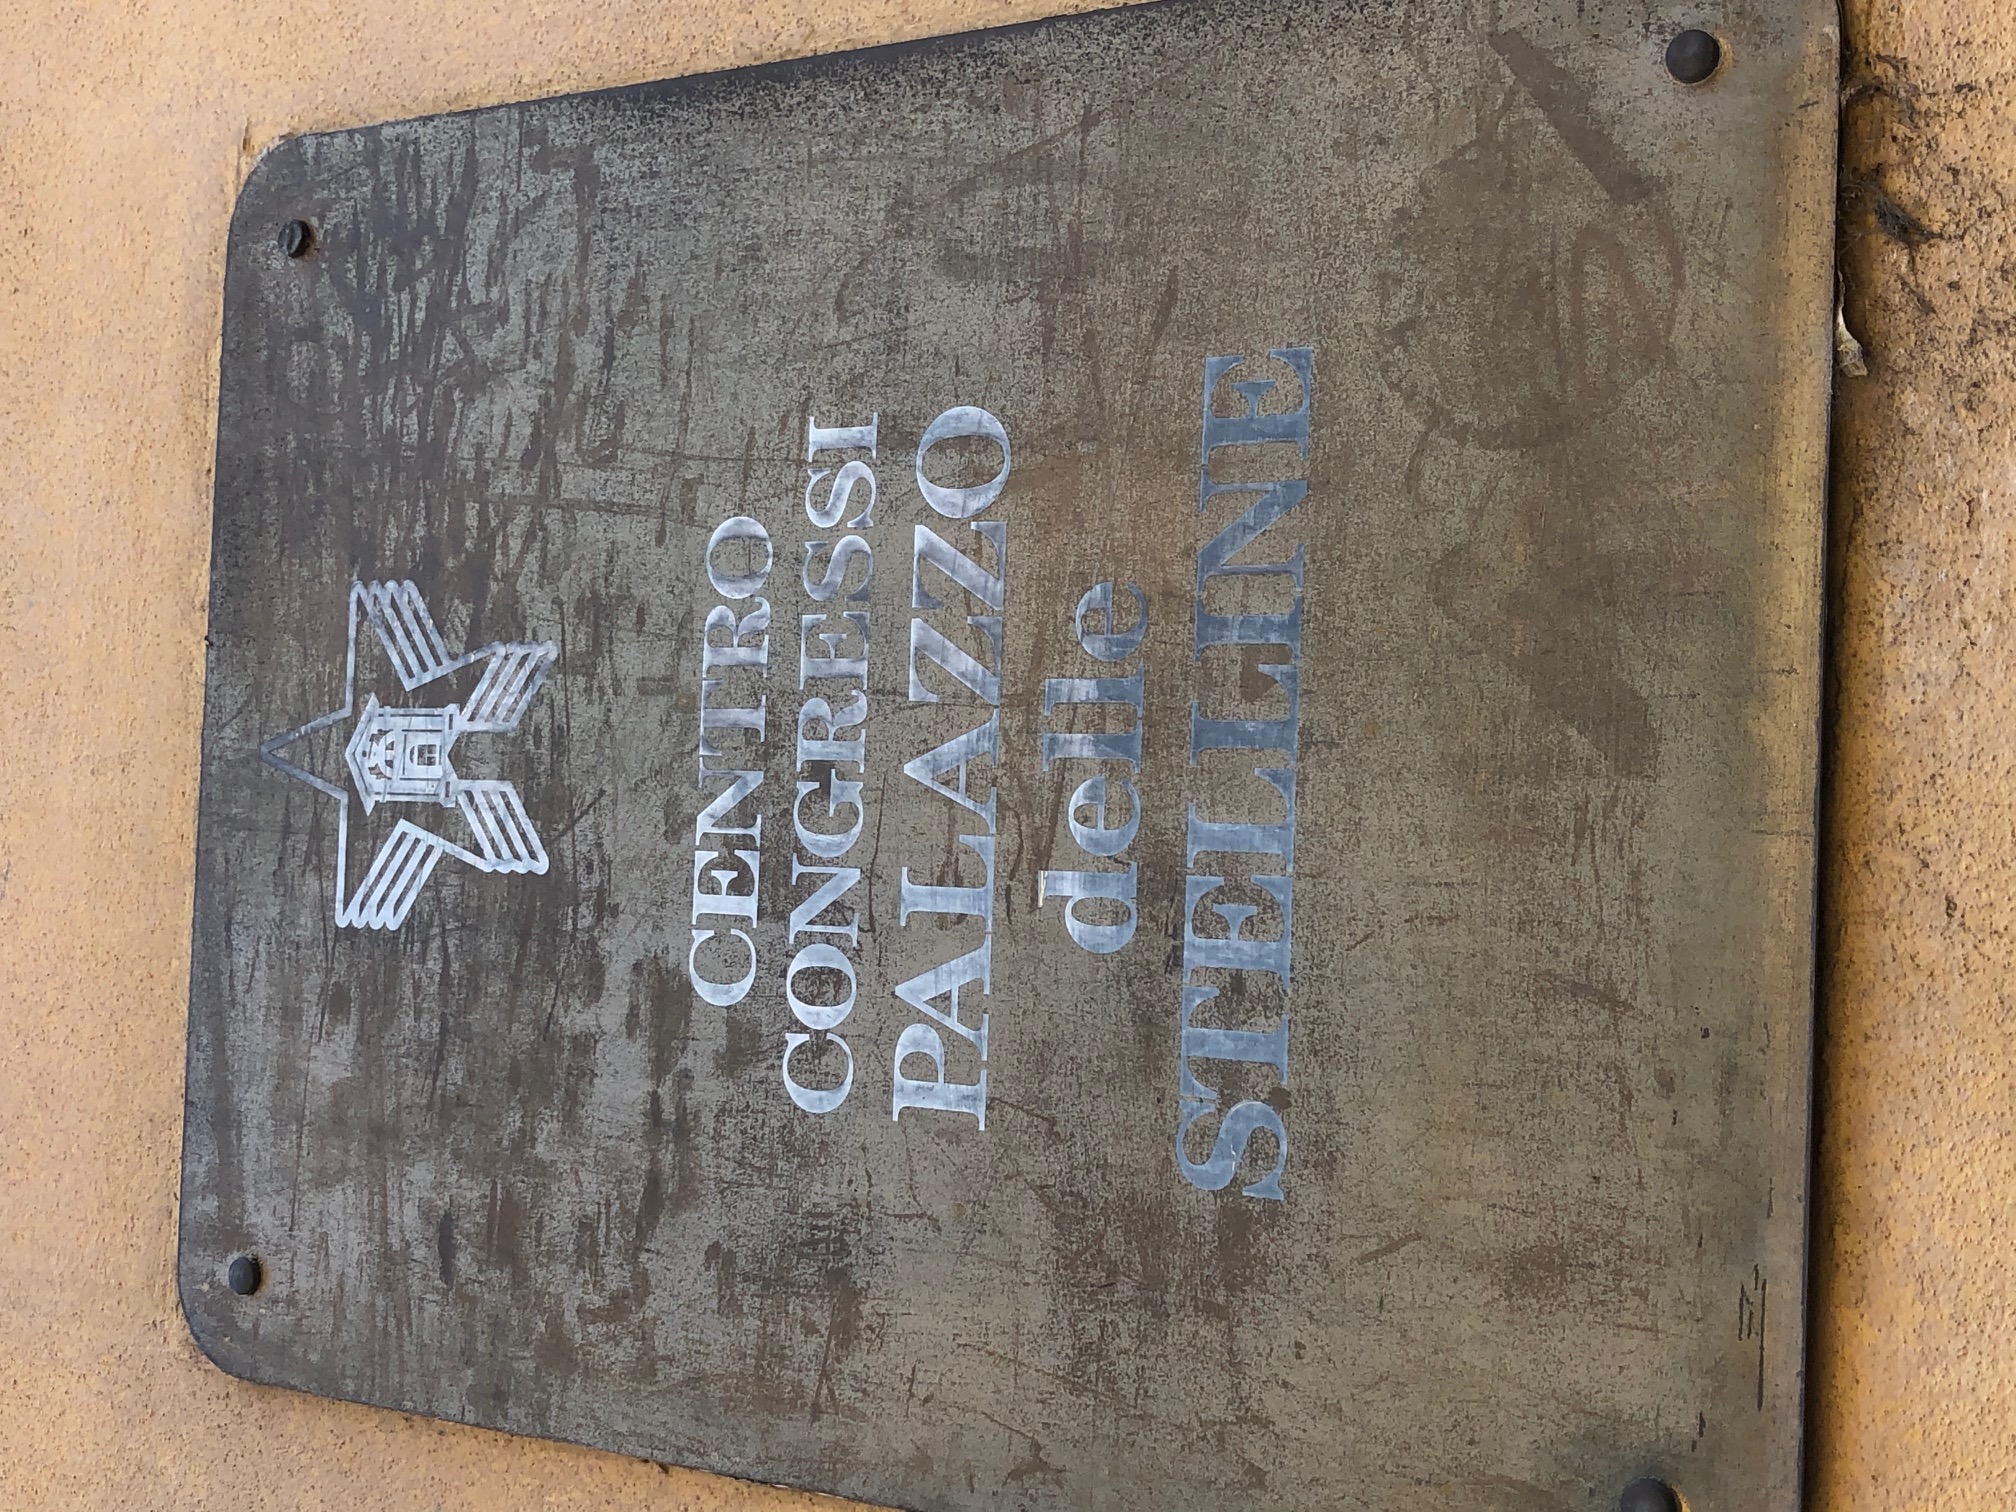 CENTRO
CONGRESSI
PALAZZO
delle
STELLINE